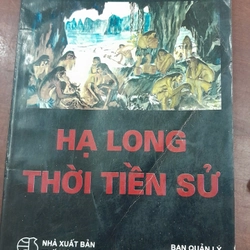 HẠ LONG
THỜI TIỀN SỬ
NHÀ XUẤT BẢN
BAN QUẢN LÝ